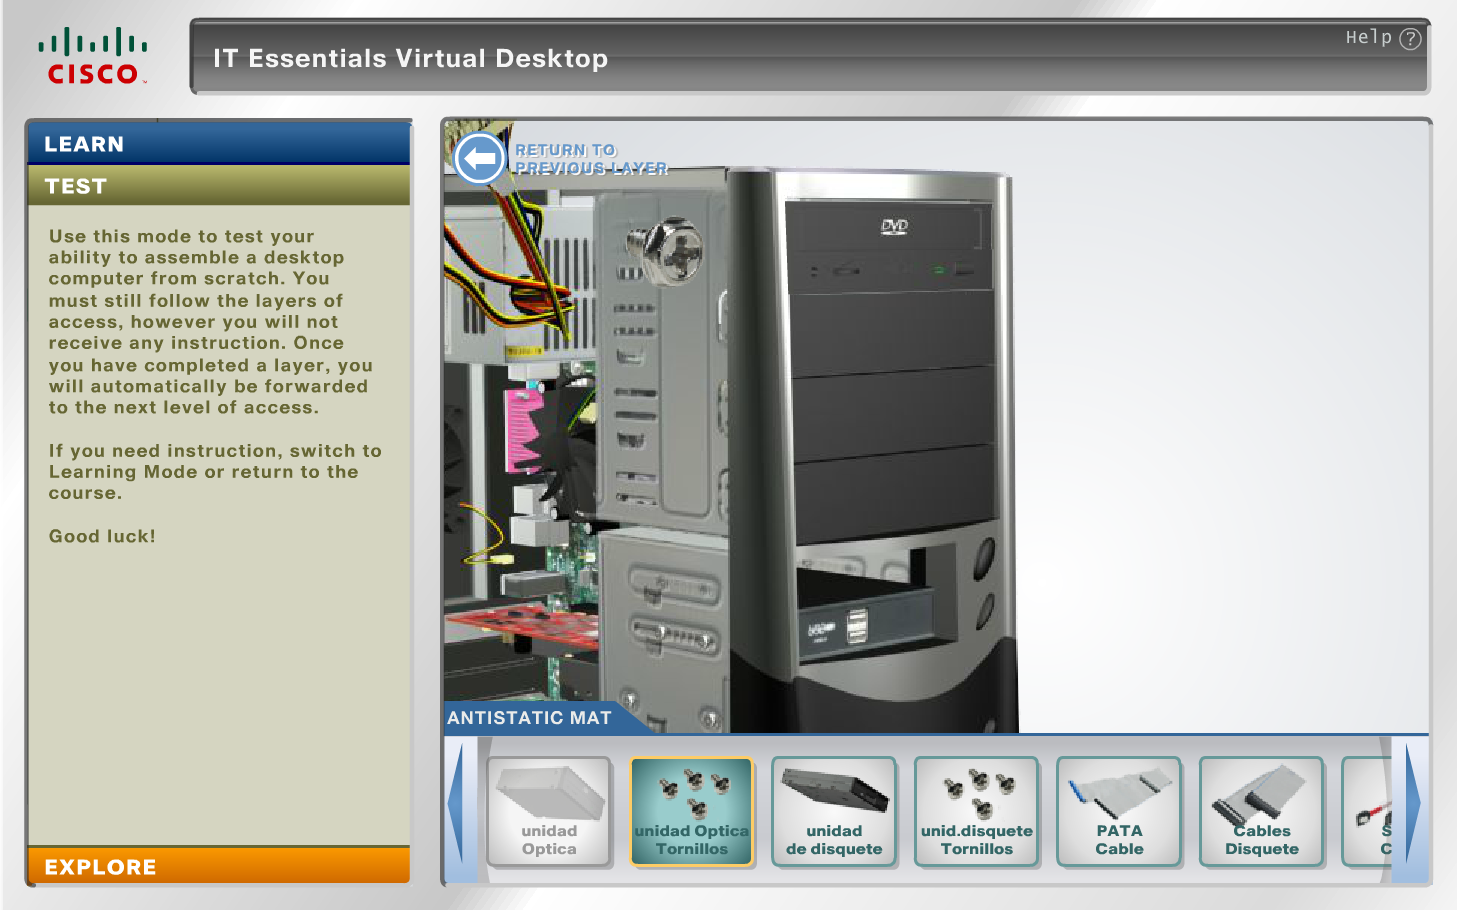 CISCO
IT Essentials Virtual Desktop
Help ?
LEARN
TEST
Use this mode to test your
ability to assemble a desktop
computer from scratch. You
must still follow the layers of
access, however you will not
receive any instruction. Once
you have completed a layer, you
will automatically be forwarded
to the next level of access.
If you need instruction, switch to
Learning Mode or return to the
course.
Good luck!
EXPLORE
RETURN TO
PREVIOUS LAYER
DVD
ANTISTATIC MAT
unidad
Optica
unidad Optica
Tornillos
unidad
de disquete
unid.disquete
Tornillos
PATA
Cable
Cables
Disquete
S
C